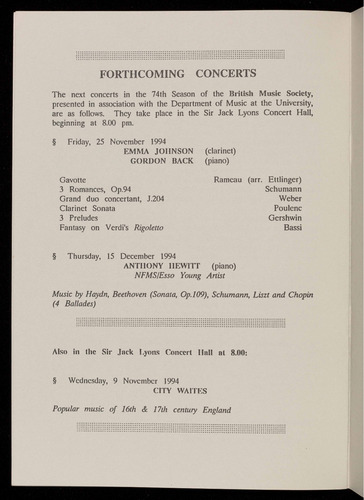 FORTHCOMING CONCERTS
The next concerts in the 74th Season of the British Music Society,
presented in association with the Department of Music at the University,
are as follows. They take place in the Sir Jack Lyons Concert Hall,
beginning at 8.00 pm.
§ Friday, 25 November 1994
EMMA JOHNSON (clarinet)
GORDON BACK (piano)
Gavotte Rameau (arr. Ettlinger)
3 Romances, Op.94 Schumann
Grand duo concertant, J.204 Weber
Clarinet Sonata Poulenc
3 Preludes Gershwin
Fantasy on Verdi's Rigoletto Bassi
§ Thursday, 15 December 1994
ANTHONY HEWITT (piano)
NFMS/Esso Young Artist
Music by Haydn, Beethoven (Sonata, Op.109), Schumann, Liszt and Chopin
(4 Ballades)
Also in the Sir Jack Lyons Concert Hall at 8.00:
§ Wednesday, 9 November 1994
CITY WAITES
Popular music of 16th & 17th century England